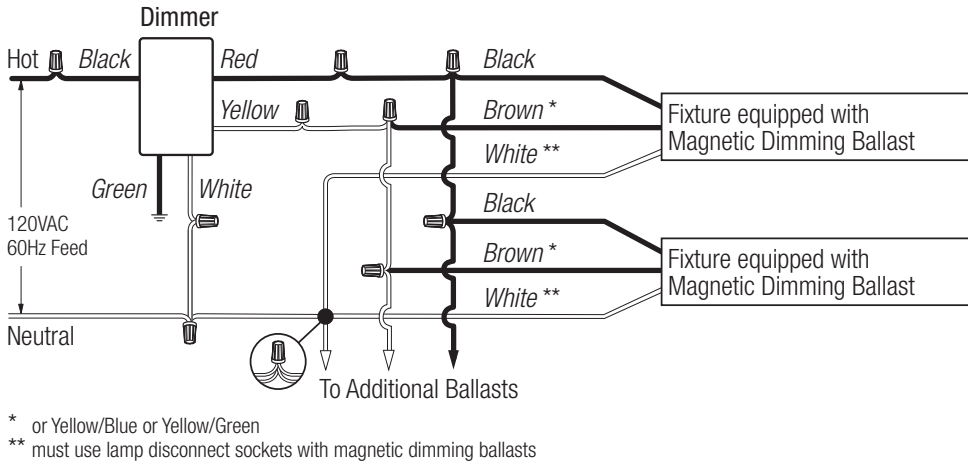 Dimmer
Hot
Black
Red
Black
Yellow
Brown *
White **
Fixture equipped with
Magnetic Dimming Ballast
Green
White
Black
120VAC
60Hz Feed
Brown *
White **
Fixture equipped with
Magnetic Dimming Ballast
Neutral
To Additional Ballasts
* or Yellow/Blue or Yellow/Green
** must use lamp disconnect sockets with magnetic dimming ballasts